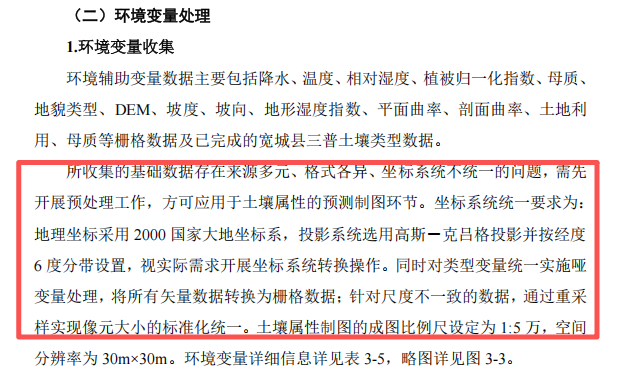 （二）环境变量处理
1.环境变量收集
环境辅助变量数据主要包括降水、温度、相对湿度、植被归一化指数、母质、
地貌类型、DEM、坡度、坡向、地形湿度指数、平面曲率、剖面曲率、土地利
用、母质等栅格数据及已完成的宽城县三普土壤类型数据。
所收集的基础数据存在来源多元、格式各异、坐标系统不统一的问题，需先
开展预处理工作，方可应用于土壤属性的预测制图环节。坐标系统统一要求为：
地理坐标采用 2000 国家大地坐标系，投影系统选用高斯－克吕格投影并按经度
6 度分带设置，视实际需求开展坐标系统转换操作。同时对类型变量统一实施哑
变量处理，将所有矢量数据转换为栅格数据；针对尺度不一致的数据，通过重采
样实现像元大小的标准化统一。土壤属性制图的成图比例尺设定为 1:5 万，空间
分辨率为 30m×30m。环境变量详细信息详见表 3-5，略图详见图 3-3。